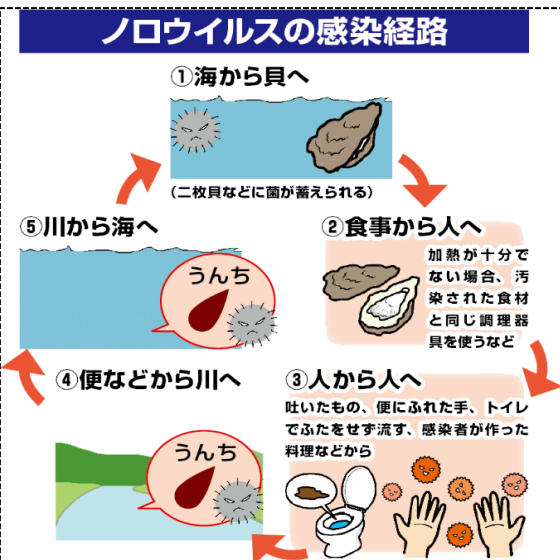 ノロウイルスの感染経路
①海から貝へ
(二枚貝などに菌が蓄えられる)
②食事から人へ
加熱が十分で
ない場合、汚
染された食材
と同じ調理器
具を使うなど
③人から人へ
吐いたもの、便にふれた手、トイレ
でふたをせず流す、感染者が作った
料理などから
④便などから川へ
うんち
⑤川から海へ
うんち